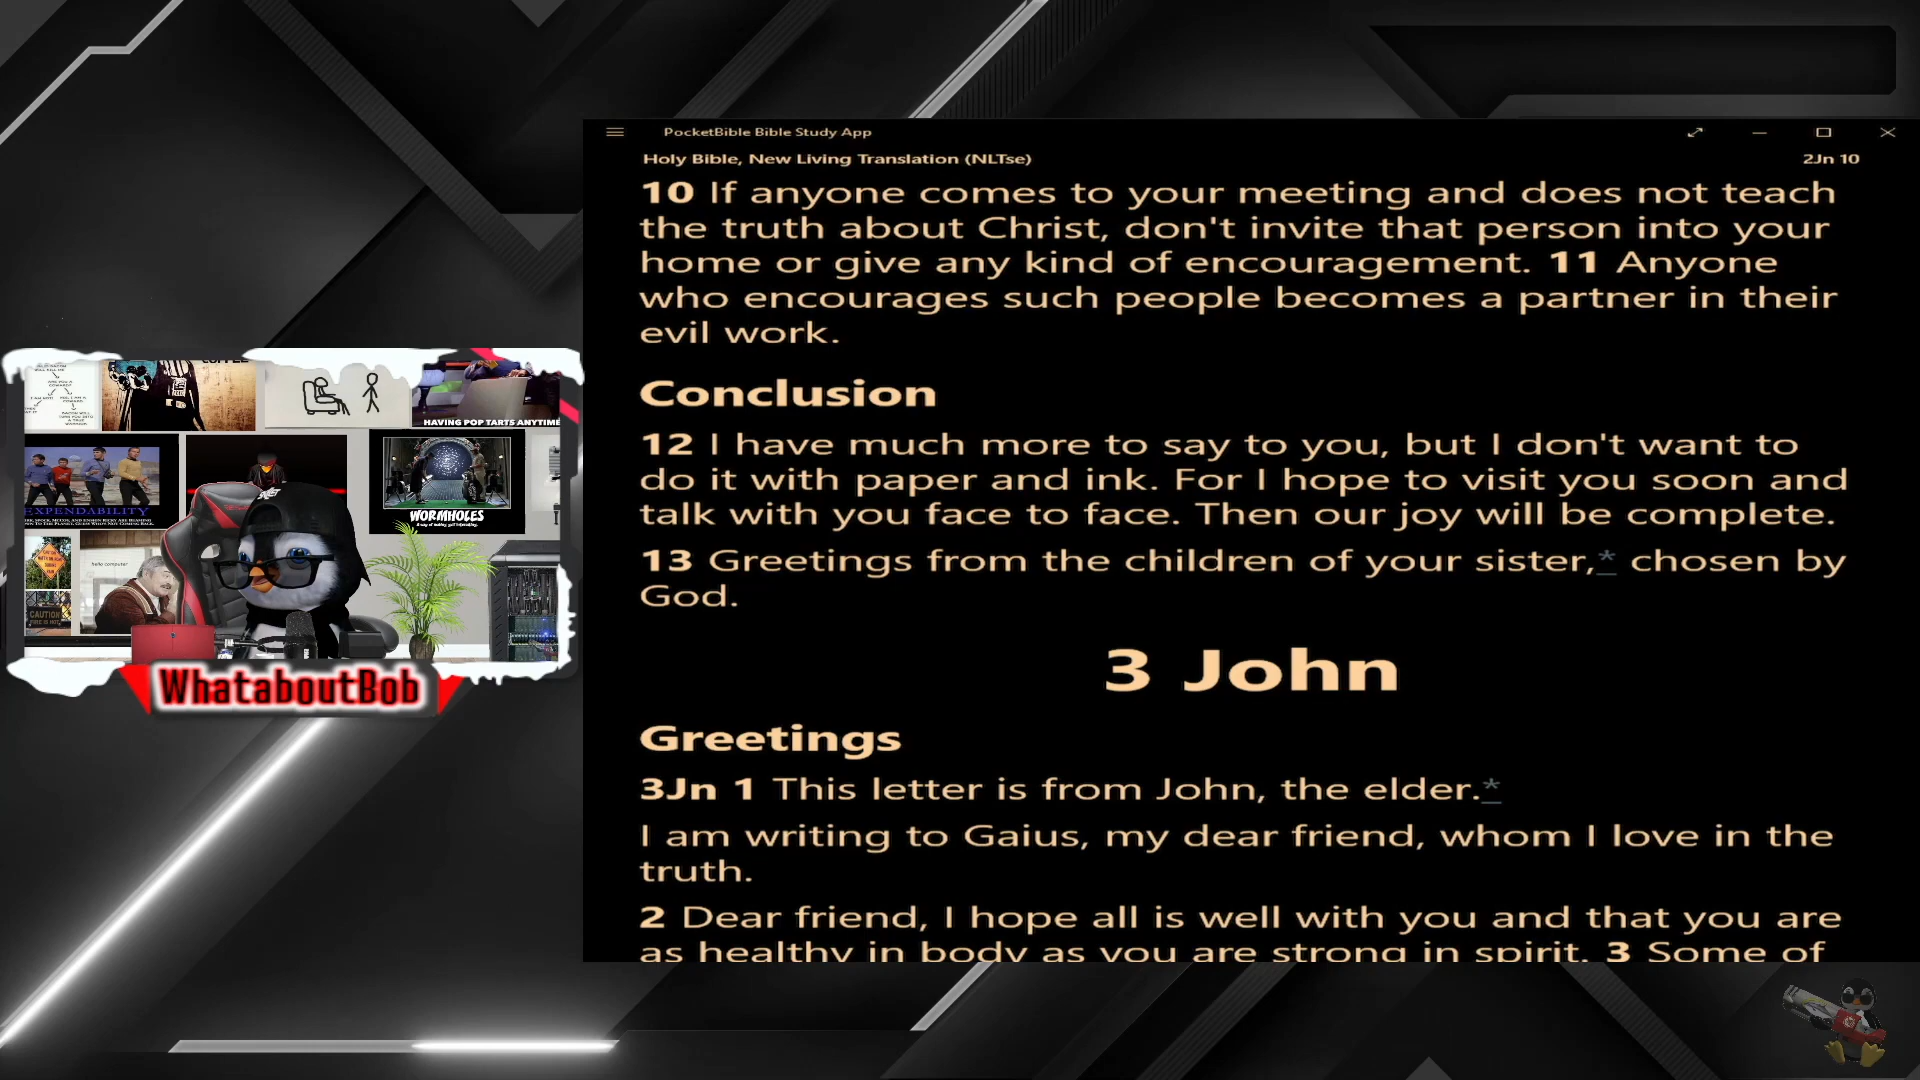 PocketBible Bible Study App
Holy Bible, New Living Translation (NLTse)
2Jn 10
10 If anyone comes to your meeting and does not teach
the truth about Christ, don't invite that person into your
home or give any kind of encouragement. 11 Anyone
who encourages such people becomes a partner in their
evil work.
Conclusion
12 I have much more to say to you, but I don't want to
do it with paper and ink. For I hope to visit you soon and
talk with you face to face. Then our joy will be complete.
13 Greetings from the children of your sister,* chosen by
God.
3 John
Greetings
3Jn 1 This letter is from John, the elder.*
I am writing to Gaius, my dear friend, whom I love in the
truth.
2 Dear friend, I hope all is well with you and that you are
as healthy in body as you are strong in spirit. 3 Some of
HAVING POP TARTS ANYTIME
EXPENDABILITY
WORMHOLES
hello computer
CAUTION
WhataboutBob